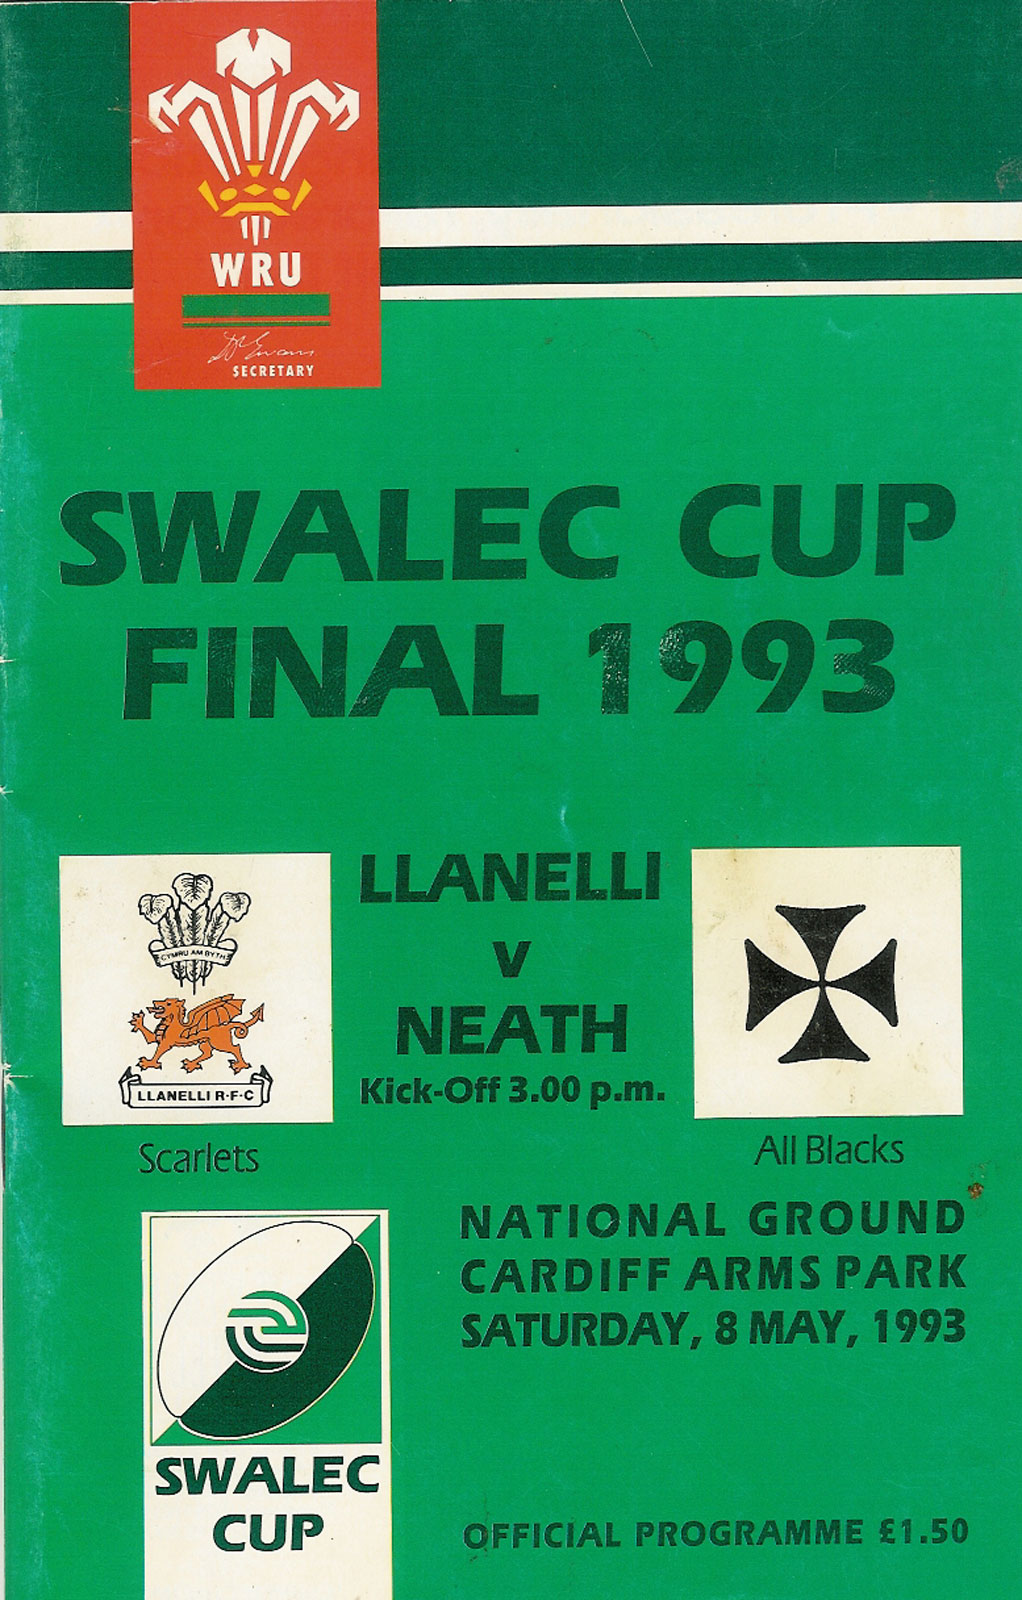 WRU
D E Evans
SECRETARY
SWALEC CUP
FINAL 1993
LLANELLI
v
NEATH
Kick-Off 3.00 p.m.
CYMRU AM BYTH
LLANELLI R·F·C
Scarlets
All Blacks
NATIONAL GROUND
CARDIFF ARMS PARK
SATURDAY, 8 MAY, 1993
SWALEC
CUP
OFFICIAL PROGRAMME £1.50